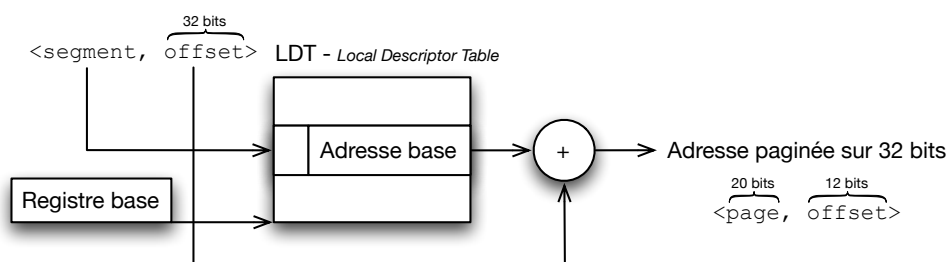 32 bits
<segment, offset>
LDT - Local Descriptor Table
Adresse base
+
Adresse paginée sur 32 bits
20 bits
12 bits
<page, offset>
Registre base